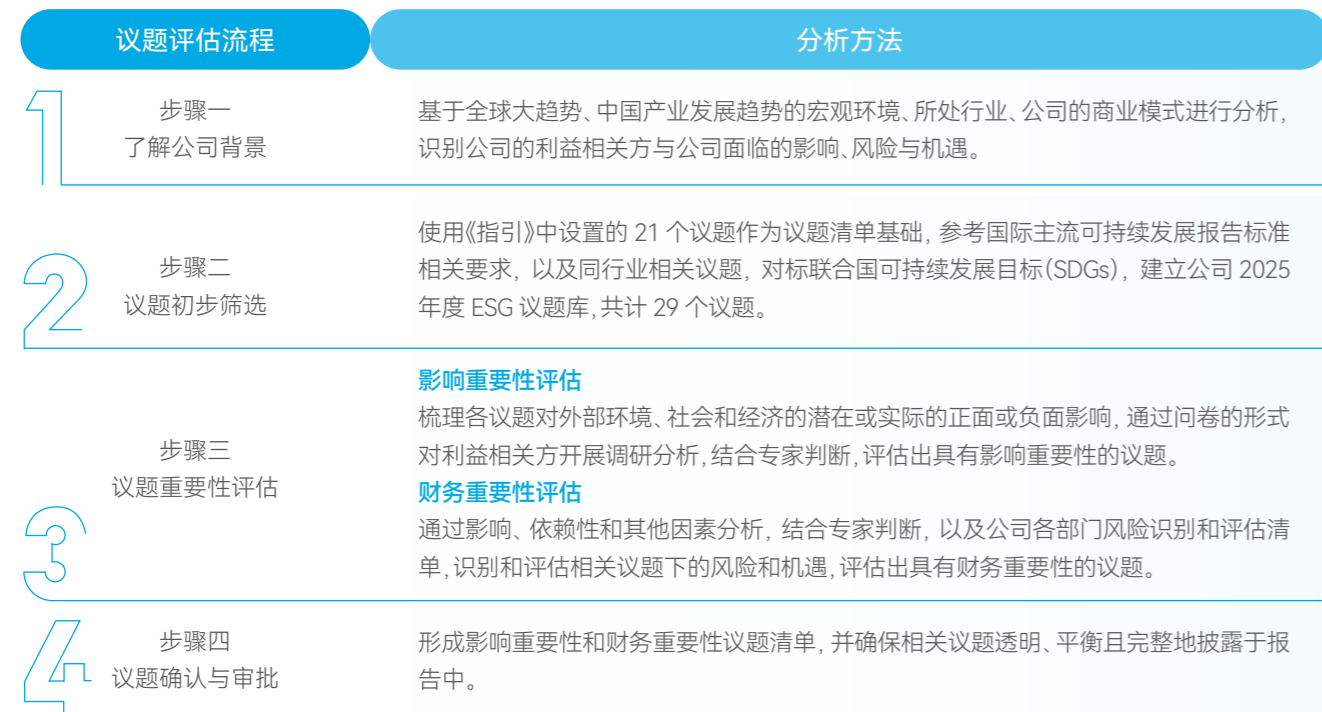 议题评估流程
分析方法
1
步骤一
了解公司背景
基于全球大趋势、中国产业发展趋势的宏观环境、所处行业、公司的商业模式进行分析,
识别公司的利益相关方与公司面临的影响、风险与机遇。
2
步骤二
议题初步筛选
使用《指引》中设置的 21 个议题作为议题清单基础, 参考国际主流可持续发展报告标准
相关要求, 以及同行业相关议题, 对标联合国可持续发展目标(SDGs), 建立公司 2025
年度 ESG 议题库,共计 29 个议题。
3
步骤三
议题重要性评估
影响重要性评估
梳理各议题对外部环境、社会和经济的潜在或实际的正面或负面影响, 通过问卷的形式
对利益相关方开展调研分析,结合专家判断,评估出具有影响重要性的议题。
财务重要性评估
通过影响、依赖性和其他因素分析, 结合专家判断, 以及公司各部门风险识别和评估清
单,识别和评估相关议题下的风险和机遇,评估出具有财务重要性的议题。
4
步骤四
议题确认与审批
形成影响重要性和财务重要性议题清单, 并确保相关议题透明、平衡且完整地披露于报
告中。